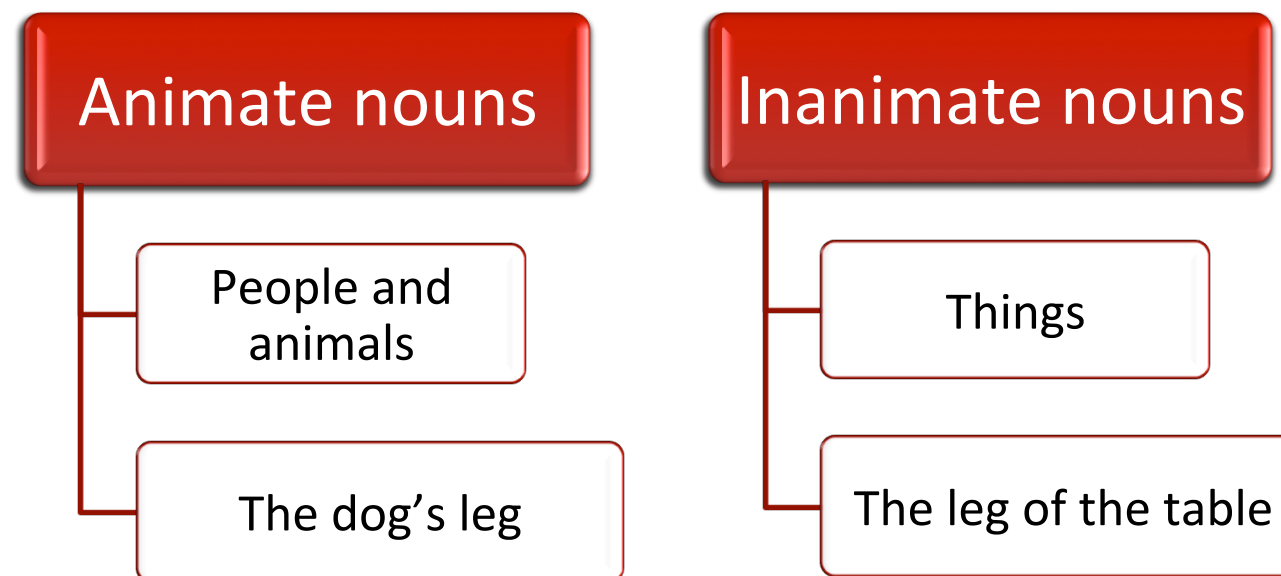 Animate nouns
People and
animals
The dog’s leg
Inanimate nouns
Things
The leg of the table